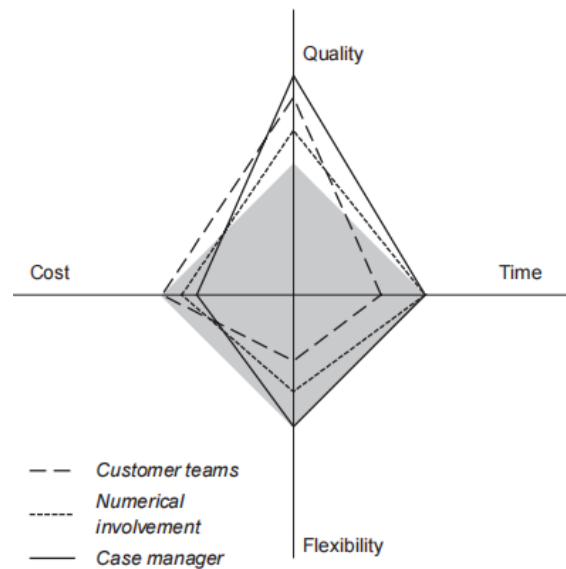 Quality
Cost
Time
Customer teams
Numerical
involvement
Case manager
Flexibility